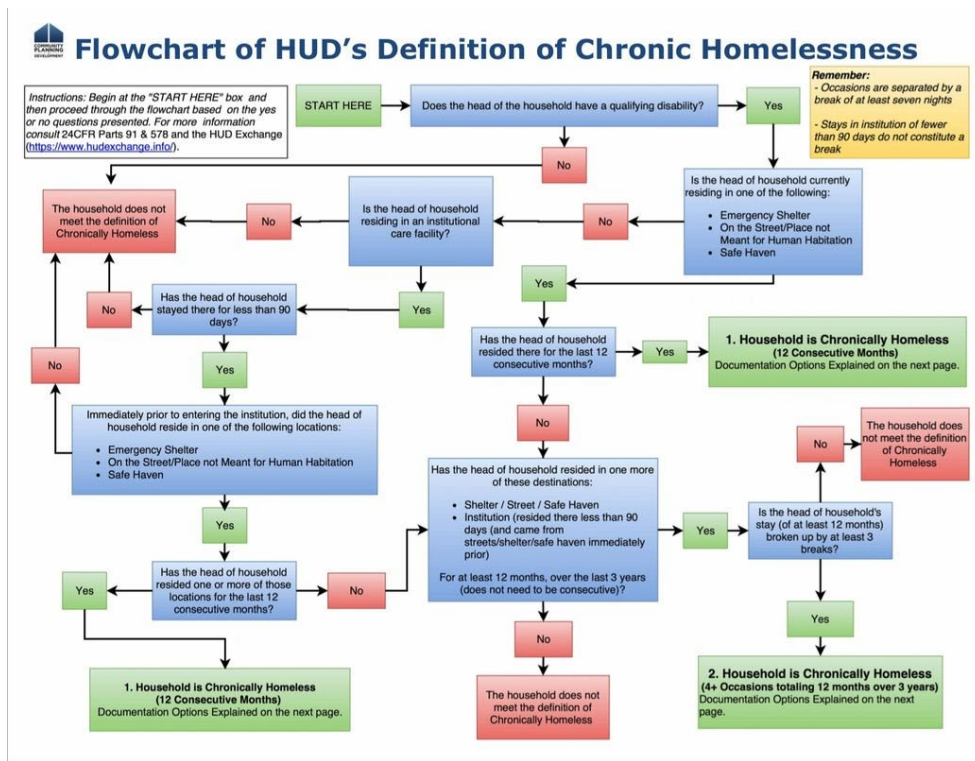 COMMUNITY
PLANNING
DEVELOPMENT
Flowchart of HUD's Definition of Chronic Homelessness
Instructions: Begin at the "START HERE" box and
then proceed through the flowchart based on the yes
or no questions presented. For more information
consult 24CFR Parts 91 & 578 and the HUD Exchange
(https://www.hudexchange.info/).
START HERE
Does the head of the household have a qualifying disability?
Yes
Remember:
- Occasions are separated by a
break of at least seven nights
- Stays in institution of fewer
than 90 days do not constitute a
break
No
The household does not
meet the definition of
Chronically Homeless
No
Is the head of household
residing in an institutional
care facility?
No
Is the head of household currently
residing in one of the following:
• Emergency Shelter
• On the Street/Place not
Meant for Human Habitation
• Safe Haven
No
Has the head of household
stayed there for less than 90
days?
Yes
Yes
No
Yes
Has the head of household
resided there for the last 12
consecutive months?
Yes
1. Household is Chronically Homeless
(12 Consecutive Months)
Documentation Options Explained on the next page.
Immediately prior to entering the institution, did the head of
household reside in one of the following locations:
• Emergency Shelter
• On the Street/Place not Meant for Human Habitation
• Safe Haven
No
No
The household does
not meet the definition
of Chronically
Homeless
Has the head of household resided in one more
of these destinations:
• Shelter / Street / Safe Haven
• Institution (resided there less than 90
days (and came from
streets/shelter/safe haven immediately
prior)
For at least 12 months, over the last 3 years
(does not need to be consecutive)?
Yes
Is the head of household's
stay (of at least 12 months)
broken up by at least 3
breaks?
Yes
Yes
Has the head of household
resided one or more of those
locations for the last 12
consecutive months?
No
Yes
No
1. Household is Chronically Homeless
(12 Consecutive Months)
Documentation Options Explained on the next page.
The household does not
meet the definition of
Chronically Homeless
2. Household is Chronically Homeless
(4+ Occasions totaling 12 months over 3 years)
Documentation Options Explained on the next
page.